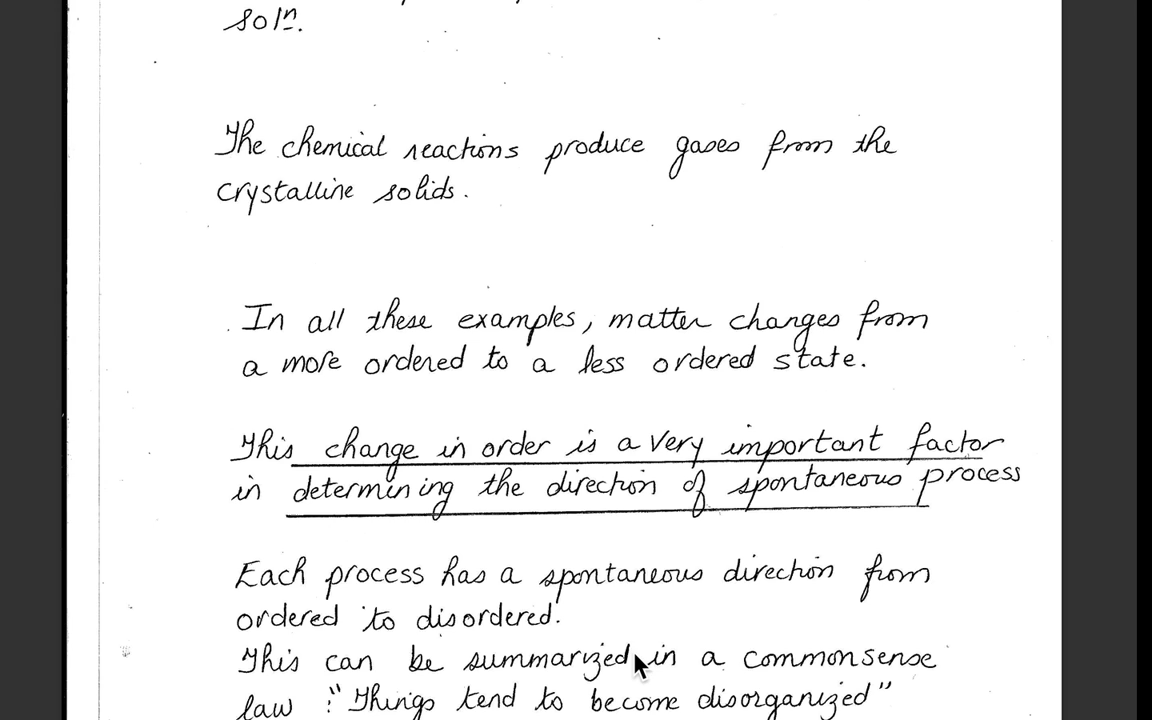 soln.
The chemical reactions produce gases from the
crystalline solids.
In all these examples, matter changes from
a more ordered to a less ordered state.
This change in order is a very important factor
in determining the direction of spontaneous process
Each process has a spontaneous direction from
ordered to disordered.
This can be summarized in a commonsense
law : "Things tend to become disorganized"